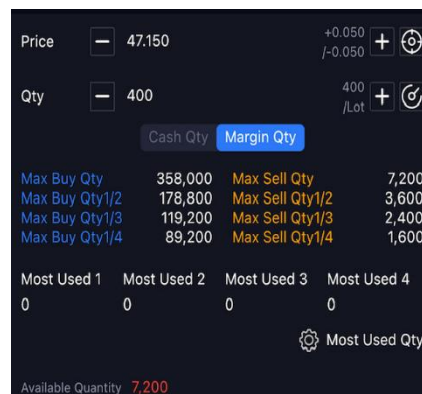 Price − 47.150 +0.050 /-0.050 +
Qty − 400 400 /Lot +
Cash Qty Margin Qty
Max Buy Qty 358,000 Max Sell Qty 7,200
Max Buy Qty1/2 178,800 Max Sell Qty1/2 3,600
Max Buy Qty1/3 119,200 Max Sell Qty1/3 2,400
Max Buy Qty1/4 89,200 Max Sell Qty1/4 1,600
Most Used 1 Most Used 2 Most Used 3 Most Used 4
0 0 0 0
Most Used Qty
Available Quantity 7,200